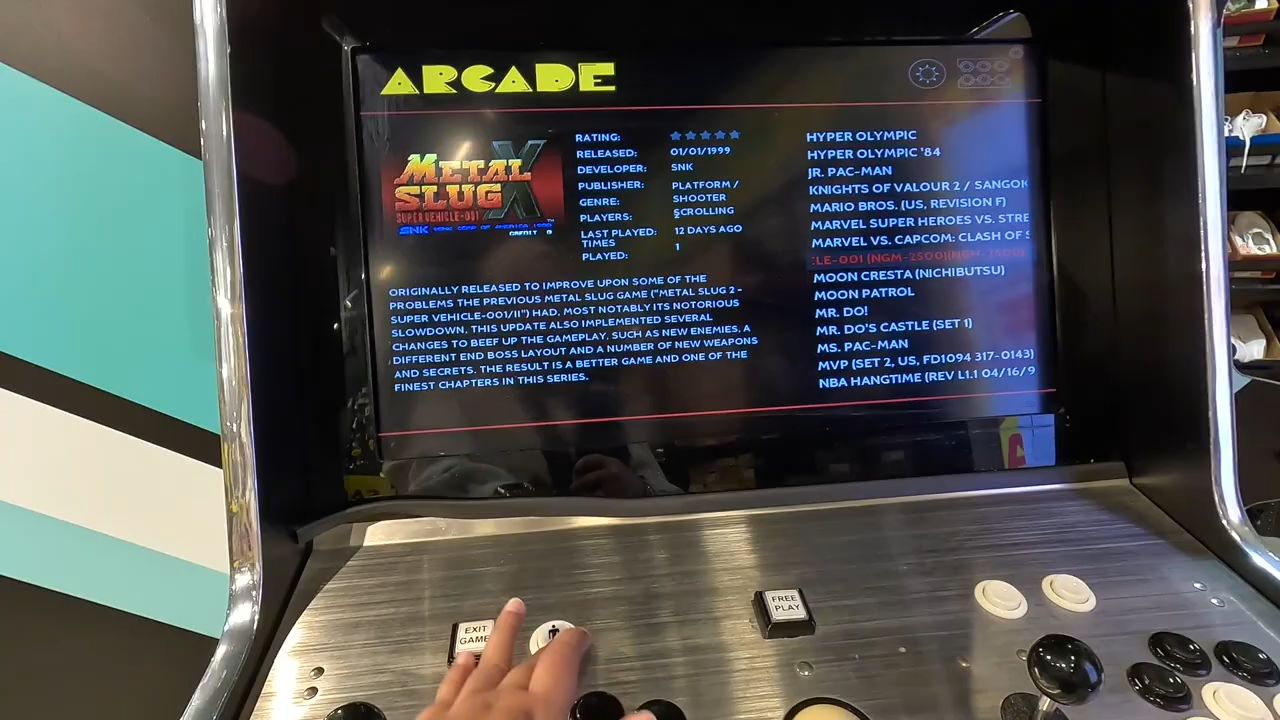 ARCADE
METAL
SLUG X
SUPER VEHICLE-001
SNK
CREDIT 0
RATING:
RELEASED: 01/01/1999
DEVELOPER: SNK
PUBLISHER: PLATFORM /
GENRE: SHOOTER
PLAYERS: SCROLLING
LAST PLAYED: 12 DAYS AGO
TIMES 1
PLAYED:
ORIGINALLY RELEASED TO IMPROVE UPON SOME OF THE
PROBLEMS THE PREVIOUS METAL SLUG GAME ("METAL SLUG 2 -
SUPER VEHICLE-001/II") HAD, MOST NOTABLY ITS NOTORIOUS
SLOWDOWN, THIS UPDATE ALSO IMPLEMENTED SEVERAL
CHANGES TO BEEF UP THE GAMEPLAY, SUCH AS NEW ENEMIES, A
DIFFERENT END BOSS LAYOUT AND A NUMBER OF NEW WEAPONS
AND SECRETS. THE RESULT IS A BETTER GAME AND ONE OF THE
FINEST CHAPTERS IN THIS SERIES.
HYPER OLYMPIC
HYPER OLYMPIC '84
JR. PAC-MAN
KNIGHTS OF VALOUR 2 / SANGOK
MARIO BROS. (US, REVISION F)
MARVEL SUPER HEROES VS. STRE
MARVEL VS. CAPCOM: CLASH OF S
CLE-001 (NGM-2500)(
MOON CRESTA (NICHIBUTSU)
MOON PATROL
MR. DO!
MR. DO'S CASTLE (SET 1)
MS. PAC-MAN
MVP (SET 2, US, FD1094 317-0143)
NBA HANGTIME (REV L1.1 04/16/9
EXIT
GAME
FREE
PLAY